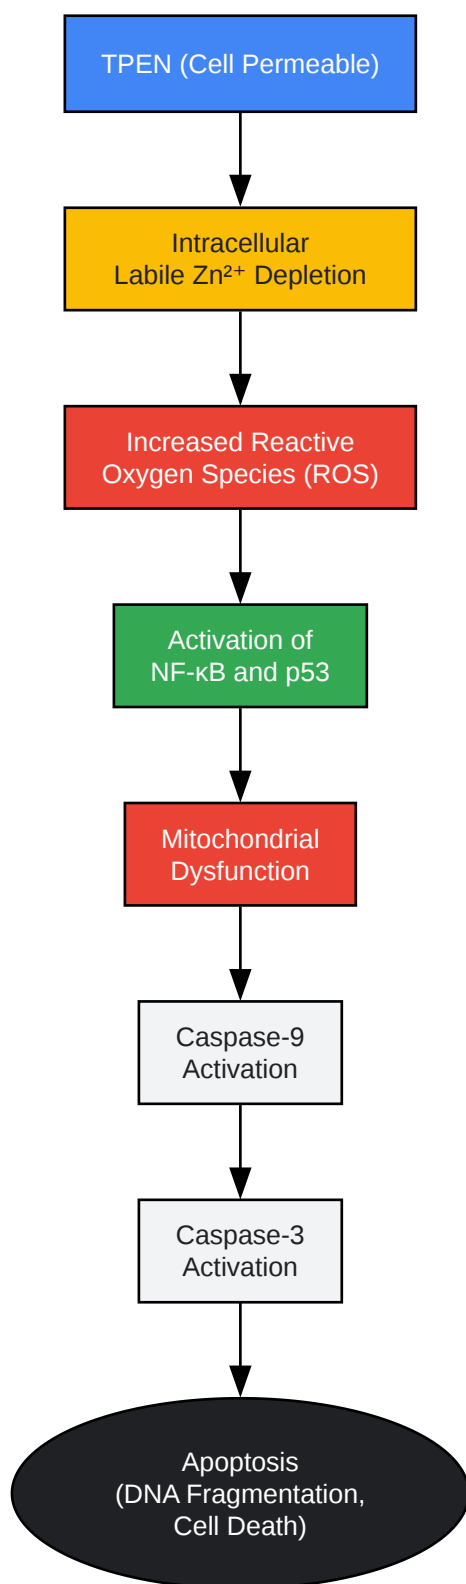 TPEN (Cell Permeable)
Intracellular
Labile Zn²⁺ Depletion
Increased Reactive
Oxygen Species (ROS)
Activation of
NF-κB and p53
Mitochondrial
Dysfunction
Caspase-9
Activation
Caspase-3
Activation
Apoptosis
(DNA Fragmentation,
Cell Death)